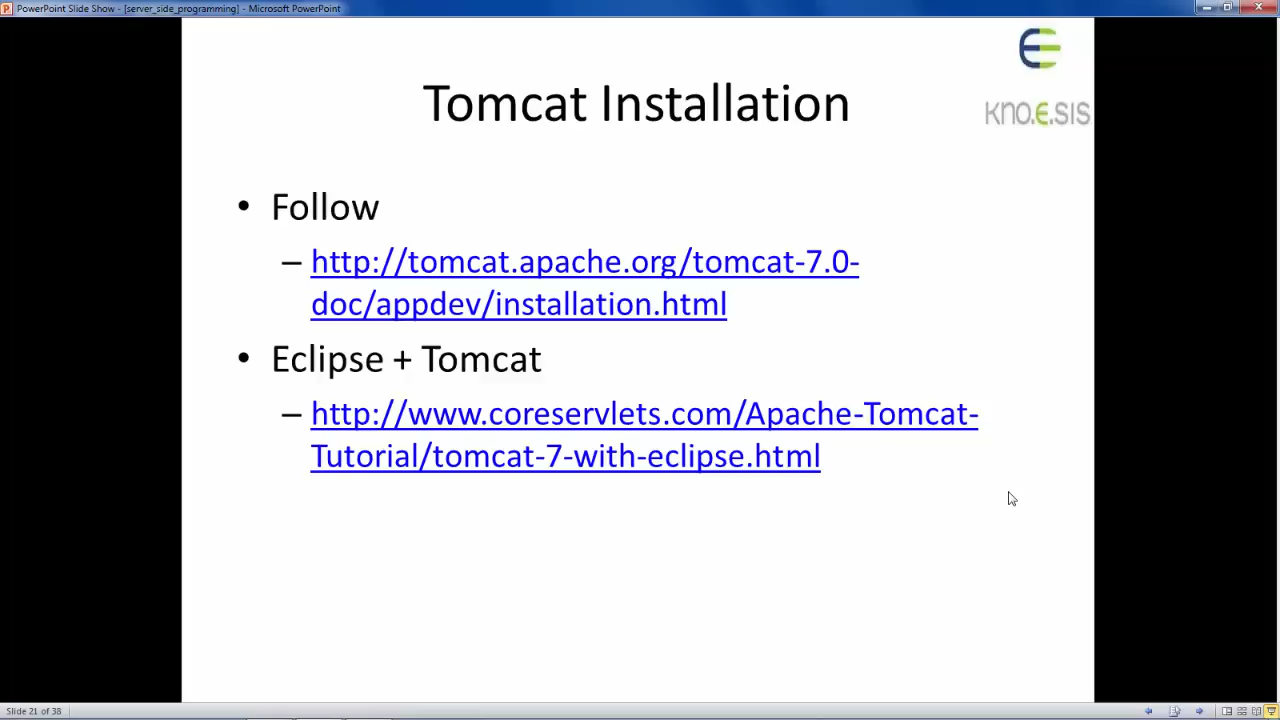 PowerPoint Slide Show - [server_side_programming] - Microsoft PowerPoint
KNO.E.SIS
Tomcat Installation
• Follow
– http://tomcat.apache.org/tomcat-7.0-
doc/appdev/installation.html
• Eclipse + Tomcat
– http://www.coreservlets.com/Apache-Tomcat-
Tutorial/tomcat-7-with-eclipse.html
Slide 21 of 38